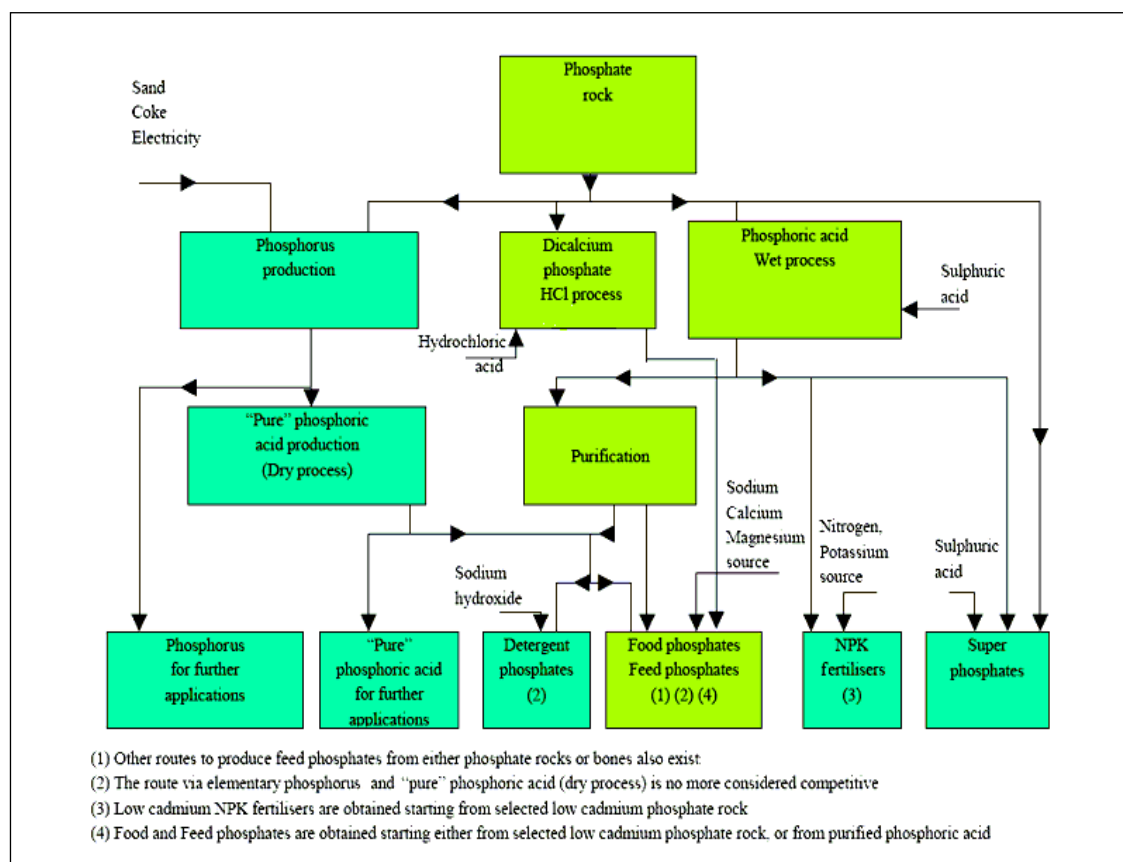 Phosphate
rock
Sand
Coke
Electricity
Phosphorus
production
Dicalcium
phosphate
HCl process
Phosphoric acid
Wet process
Sulphuric
acid
Hydrochloric
acid
“Pure” phosphoric
acid production
(Dry process)
Purification
Sodium
Calcium
Magnesium
source
Nitrogen,
Potassium
source
Sulphuric
acid
Sodium
hydroxide
Phosphorus
for further
applications
“Pure”
phosphoric acid
for further
applications
Detergent
phosphates
(2)
Food phosphates
Feed phosphates
(1) (2) (4)
NPK
fertilisers
(3)
Super
phosphates
(1) Other routes to produce feed phosphates from either phosphate rocks or bones also exist
(2) The route via elementary phosphorus and “pure” phosphoric acid (dry process) is no more considered competitive
(3) Low cadmium NPK fertilisers are obtained starting from selected low cadmium phosphate rock
(4) Food and Feed phosphates are obtained starting either from selected low cadmium phosphate rock, or from purified phosphoric acid